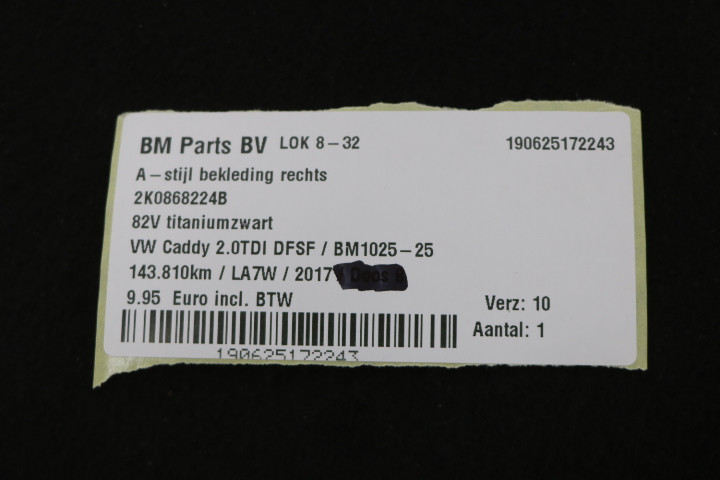 BM Parts BV LOK 8-32 190625172243
A-stijl bekleding rechts
2K0868224B
82V titaniumzwart
VW Caddy 2.0TDI DFSF / BM1025-25
143.810km / LA7W / 2017 / Doos
9.95 Euro incl. BTW Verz: 10
Aantal: 1
190625172243